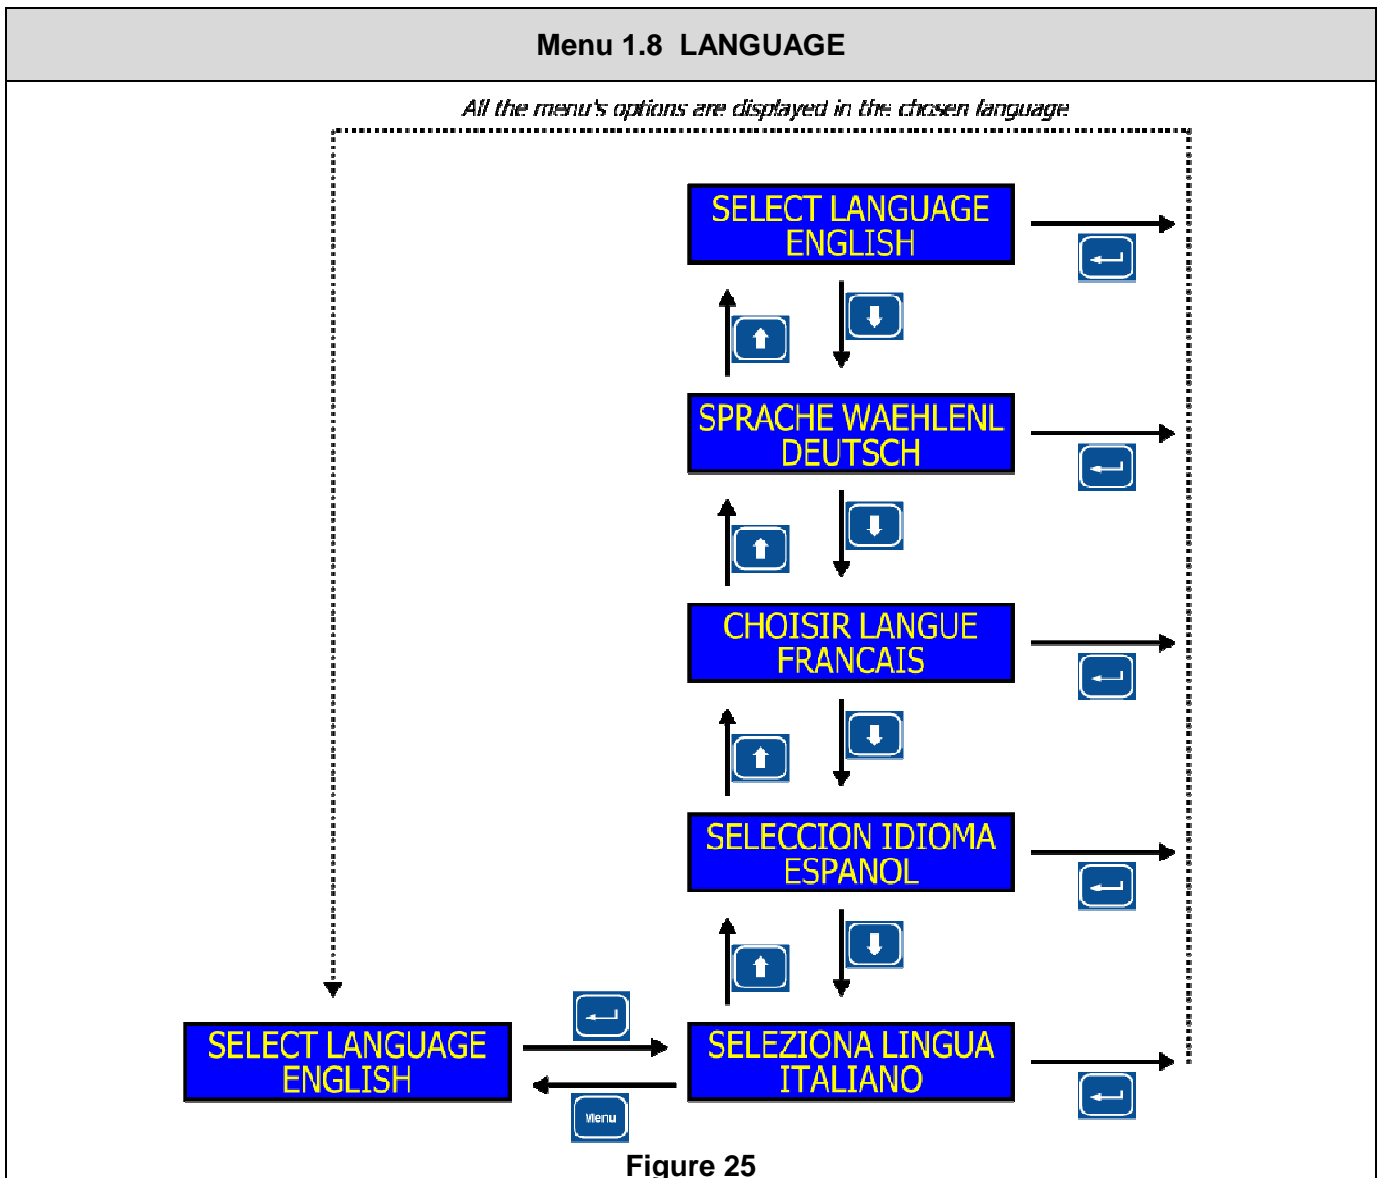 Menu 1.8 LANGUAGE
All the menu's options are displayed in the chosen language
SELECT LANGUAGE
ENGLISH
SPRACHE WAEHLENL
DEUTSCH
CHOISIR LANGUE
FRANCAIS
SELECCION IDIOMA
ESPANOL
SELECT LANGUAGE
ENGLISH
SELEZIONA LINGUA
ITALIANO
Menu
Figure 25